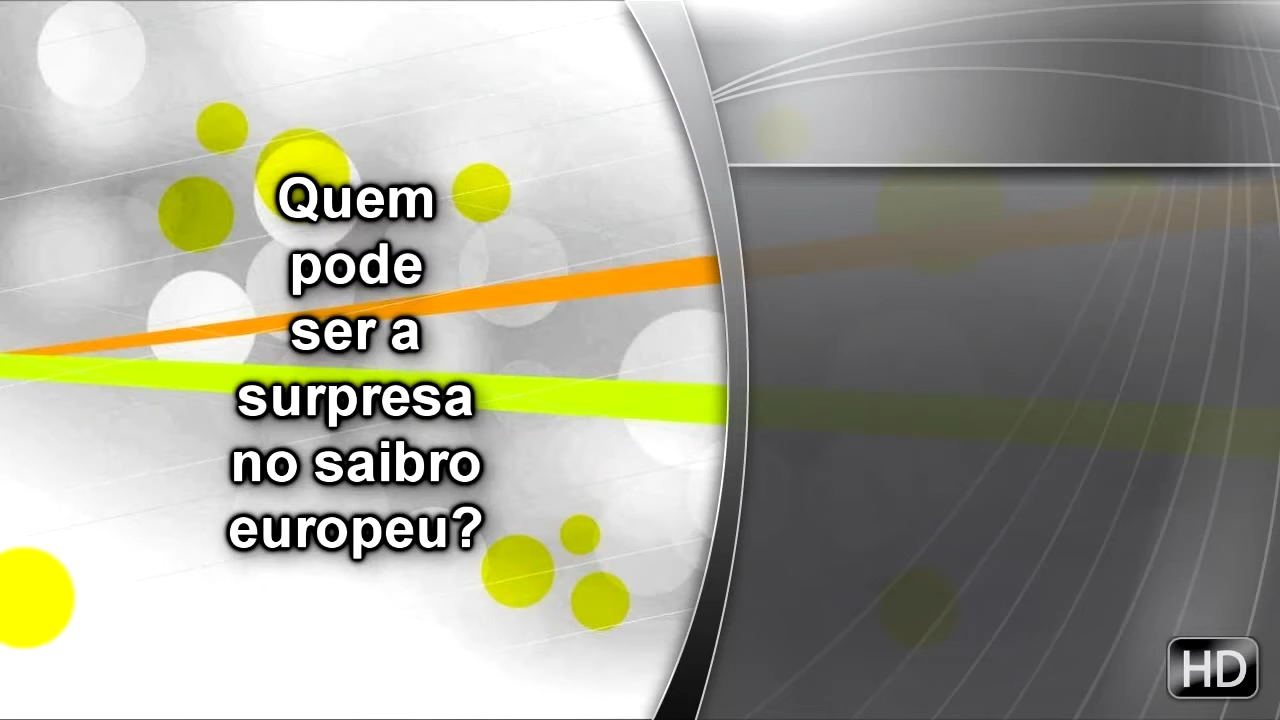 Quem
pode
ser a
surpresa
no saibro
europeu?
HD